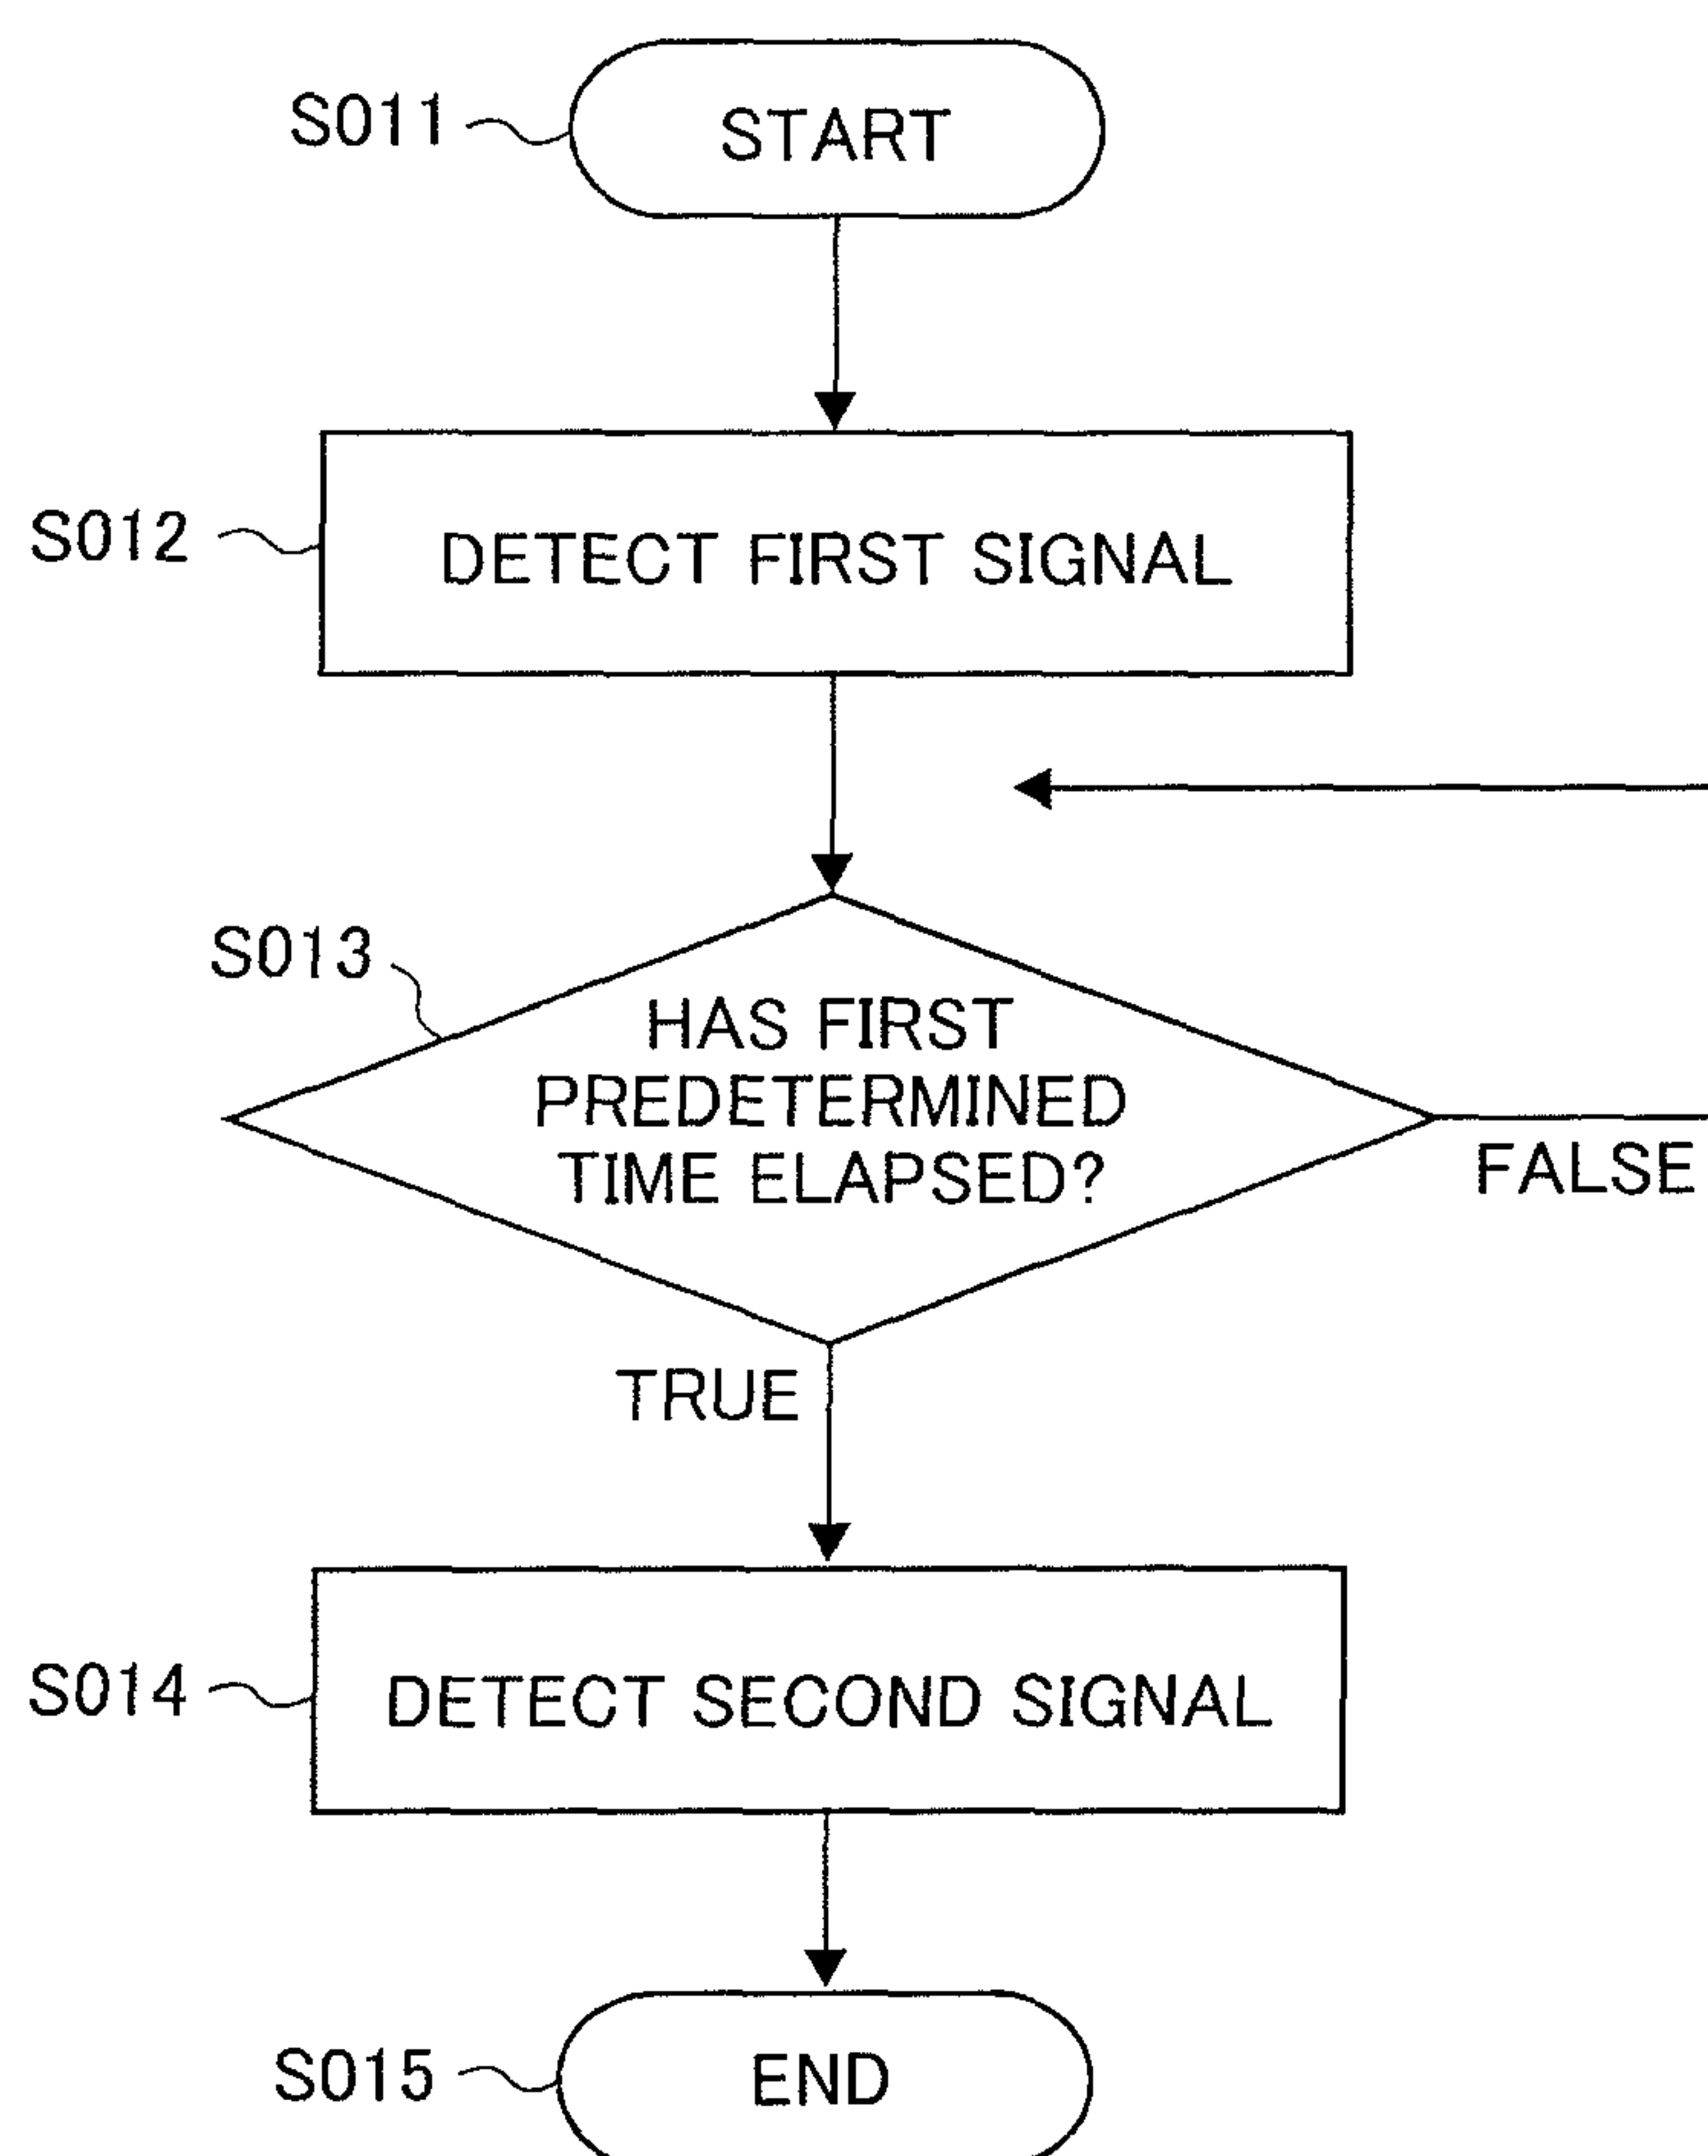 S011
START
S012
DETECT FIRST SIGNAL
S013
HAS FIRST
PREDETERMINED
TIME ELAPSED?
FALSE
TRUE
S014
DETECT SECOND SIGNAL
S015
END